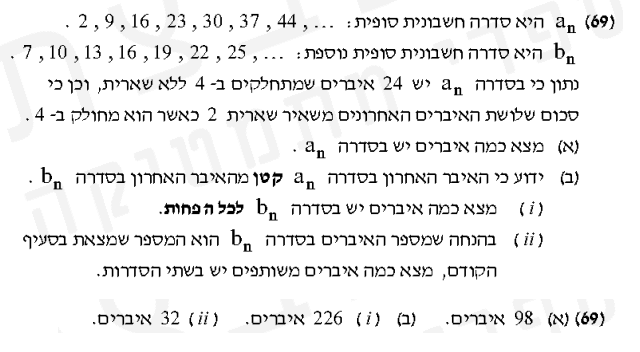 (69) a_n היא סדרה חשבונית סופית: 2 , 9 , 16 , 23 , 30 , 37 , 44 , … .
b_n היא סדרה חשבונית סופית נוספת: 7 , 10 , 13 , 16 , 19 , 22 , 25 , … .
נתון כי בסדרה a_n יש 24 איברים שמתחלקים ב- 4 ללא שארית, וכן כי
סכום שלושת האיברים האחרונים משאיר שארית 2 כאשר הוא מחולק ב- 4 .
(א) מצא כמה איברים יש בסדרה a_n .
(ב) ידוע כי האיבר האחרון בסדרה a_n קטן מהאיבר האחרון בסדרה b_n .
(i) מצא כמה איברים יש בסדרה b_n לכל הפחות.
(ii) בהנחה שמספר האיברים בסדרה b_n הוא המספר שמצאת בסעיף
הקודם, מצא כמה איברים משותפים יש בשתי הסדרות.
(69) (א) 98 איברים. (ב) (i) 226 איברים. (ii) 32 איברים.